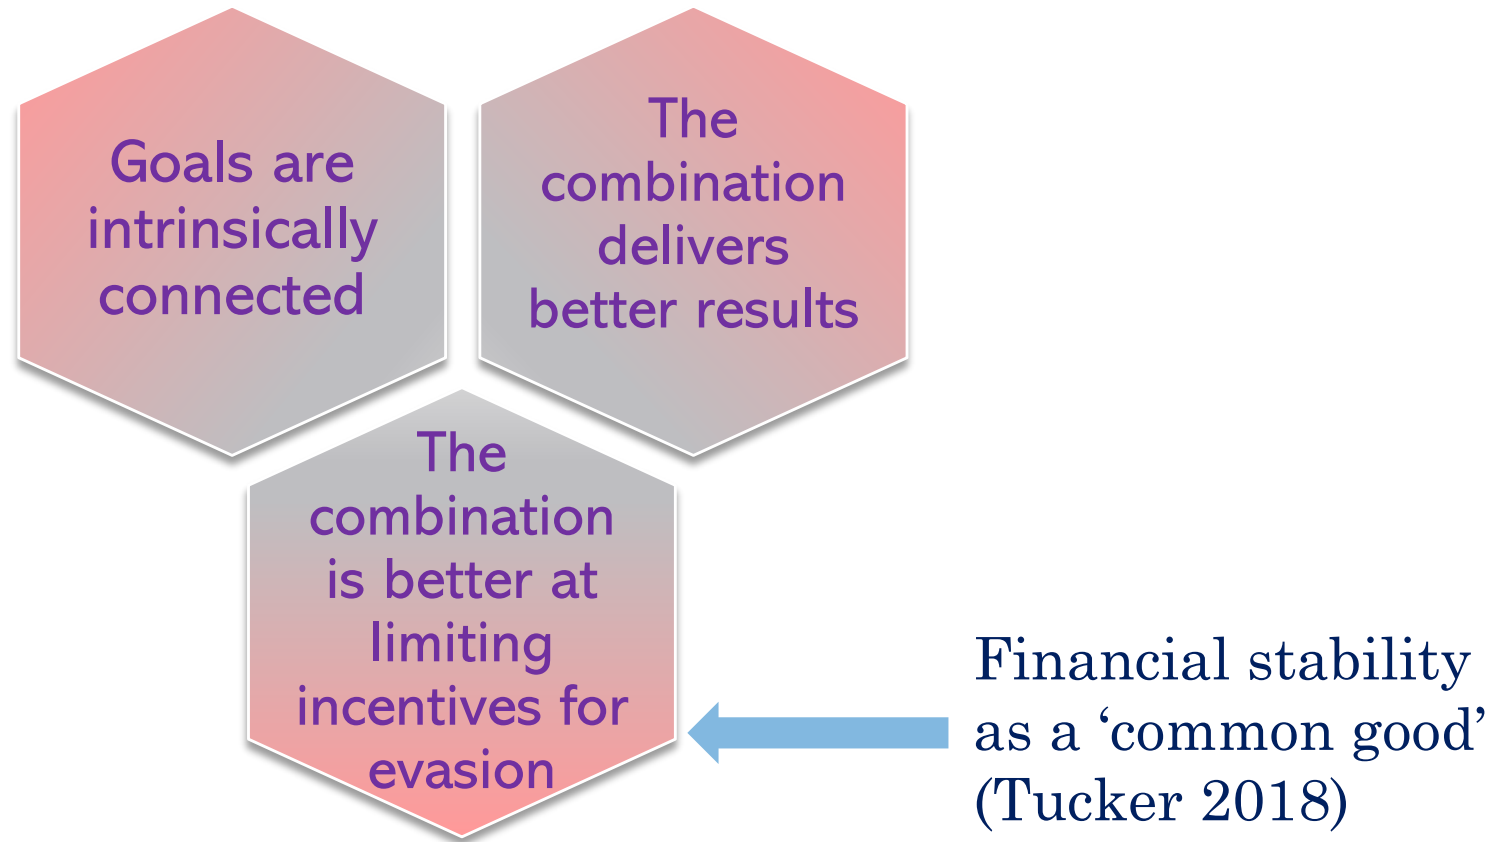 Goals are
intrinsically
connected
The
combination
delivers
better results
The
combination
is better at
limiting
incentives for
evasion
Financial stability
as a ‘common good’
(Tucker 2018)